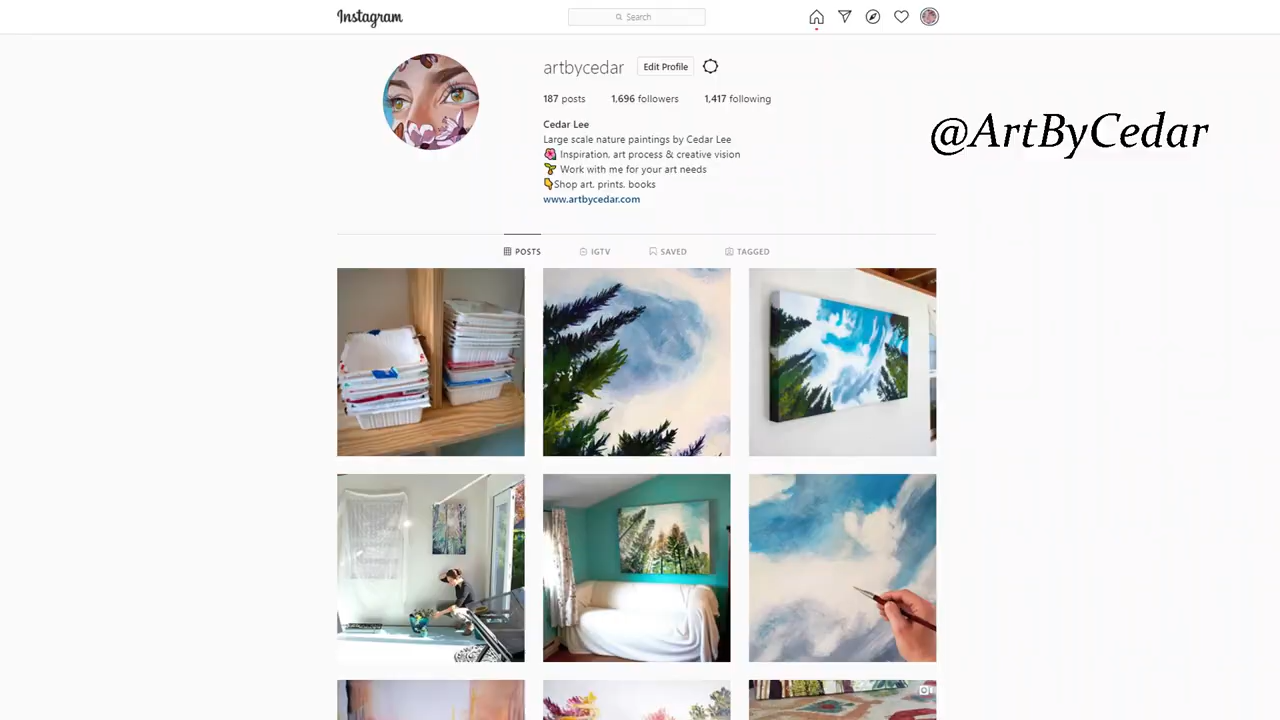 Instagram
Search
artbycedar Edit Profile
187 posts 1,696 followers 1,417 following
@ArtByCedar
Cedar Lee
Large scale nature paintings by Cedar Lee
Inspiration, art process & creative vision
Work with me for your art needs
Shop art, prints, books
www.artbycedar.com
POSTS IGTV SAVED TAGGED